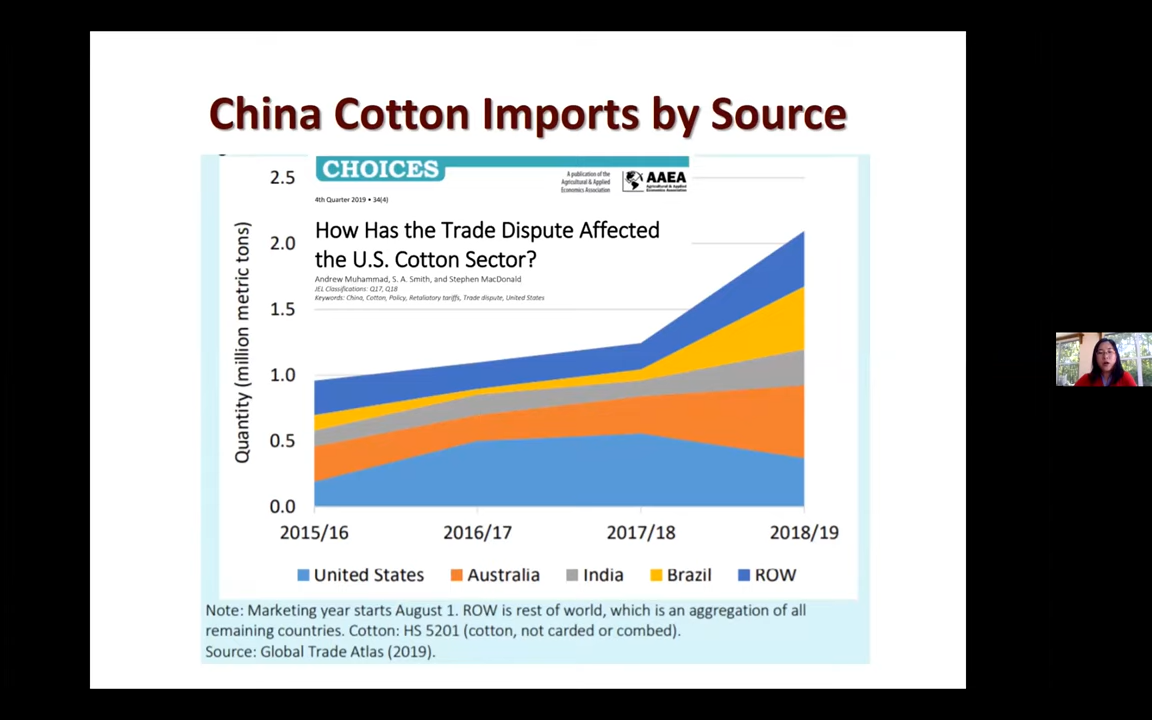 China Cotton Imports by Source
CHOICES
A publication of the
Agricultural & Applied
Economics Association
AAEA
Agricultural & Applied
Economics Association
4th Quarter 2019 • 34(4)
How Has the Trade Dispute Affected
the U.S. Cotton Sector?
Andrew Muhammad, S. A. Smith, and Stephen MacDonald
JEL Classifications: Q17, Q18
Keywords: China, Cotton, Policy, Retaliatory tariffs, Trade dispute, United States
Quantity (million metric tons)
2.5
2.0
1.5
1.0
0.5
0.0
2015/16 2016/17 2017/18 2018/19
United States Australia India Brazil ROW
Note: Marketing year starts August 1. ROW is rest of world, which is an aggregation of all
remaining countries. Cotton: HS 5201 (cotton, not carded or combed).
Source: Global Trade Atlas (2019).